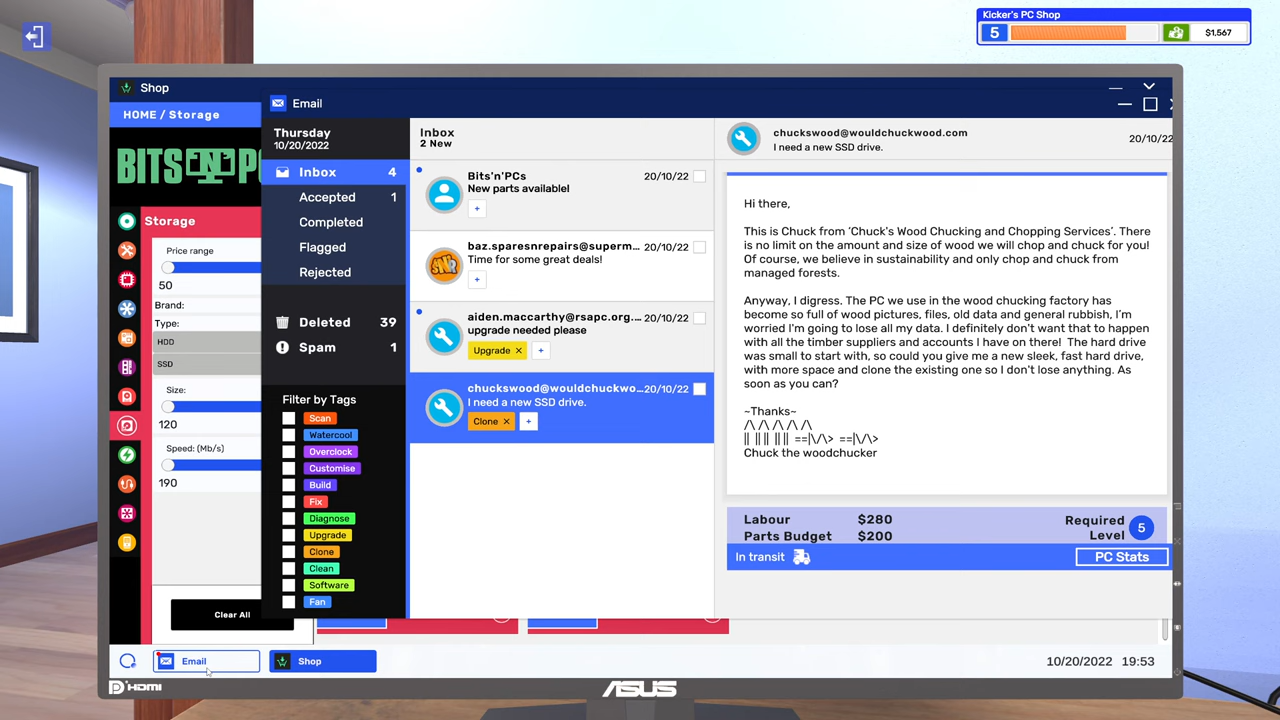 Kicker's PC Shop
5
$1,567
Shop
HOME / Storage
BITS N PC
Storage
Price range
50
Brand:
Type:
HDD
SSD
Size:
120
Speed: (Mb/s)
190
Clear All
Email
Thursday
10/20/2022
Inbox 4
Accepted 1
Completed
Flagged
Rejected
Deleted 39
Spam 1
Filter by Tags
Scan
Watercool
Overclock
Customise
Build
Fix
Diagnose
Upgrade
Clone
Clean
Software
Fan
Inbox
2 New
Bits'n'PCs 20/10/22
New parts available!
+
baz.sparesnrepairs@superm... 20/10/22
Time for some great deals!
SNR
+
aiden.maccarthy@rsapc.org.... 20/10/22
upgrade needed please
Upgrade × +
chuckswood@wouldchuckwo... 20/10/22
I need a new SSD drive.
Clone × +
chuckswood@wouldchuckwood.com 20/10/22
I need a new SSD drive.
Hi there,
This is Chuck from 'Chuck's Wood Chucking and Chopping Services'. There
is no limit on the amount and size of wood we will chop and chuck for you!
Of course, we believe in sustainability and only chop and chuck from
managed forests.
Anyway, I digress. The PC we use in the wood chucking factory has
become so full of wood pictures, files, old data and general rubbish, I'm
worried I'm going to lose all my data. I definitely don't want that to happen
with all the timber suppliers and accounts I have on there!  The hard drive
was small to start with, so could you give me a new sleek, fast hard drive,
with more space and clone the existing one so I don't lose anything. As
soon as you can?
~Thanks~
/\ /\ /\ /\ /\
|| || || || || ==|\/\> ==|\/\>
Chuck the woodchucker
Labour $280
Parts Budget $200
Required
Level 5
In transit
PC Stats
Email
Shop
10/20/2022 19:53
HDMI
ASUS